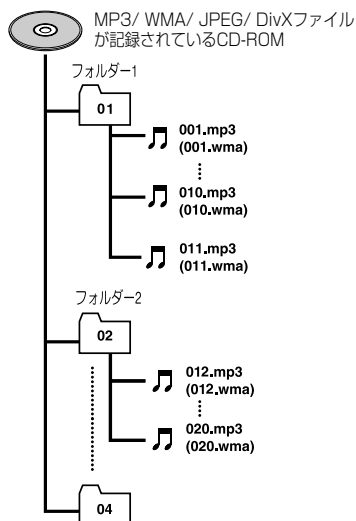 MP3/ WMA/ JPEG/ DivXファイル
が記録されているCD-ROM
フォルダー1
01
001.mp3
(001.wma)
010.mp3
(010.wma)
011.mp3
(011.wma)
フォルダー2
02
012.mp3
(012.wma)
020.mp3
(020.wma)
04